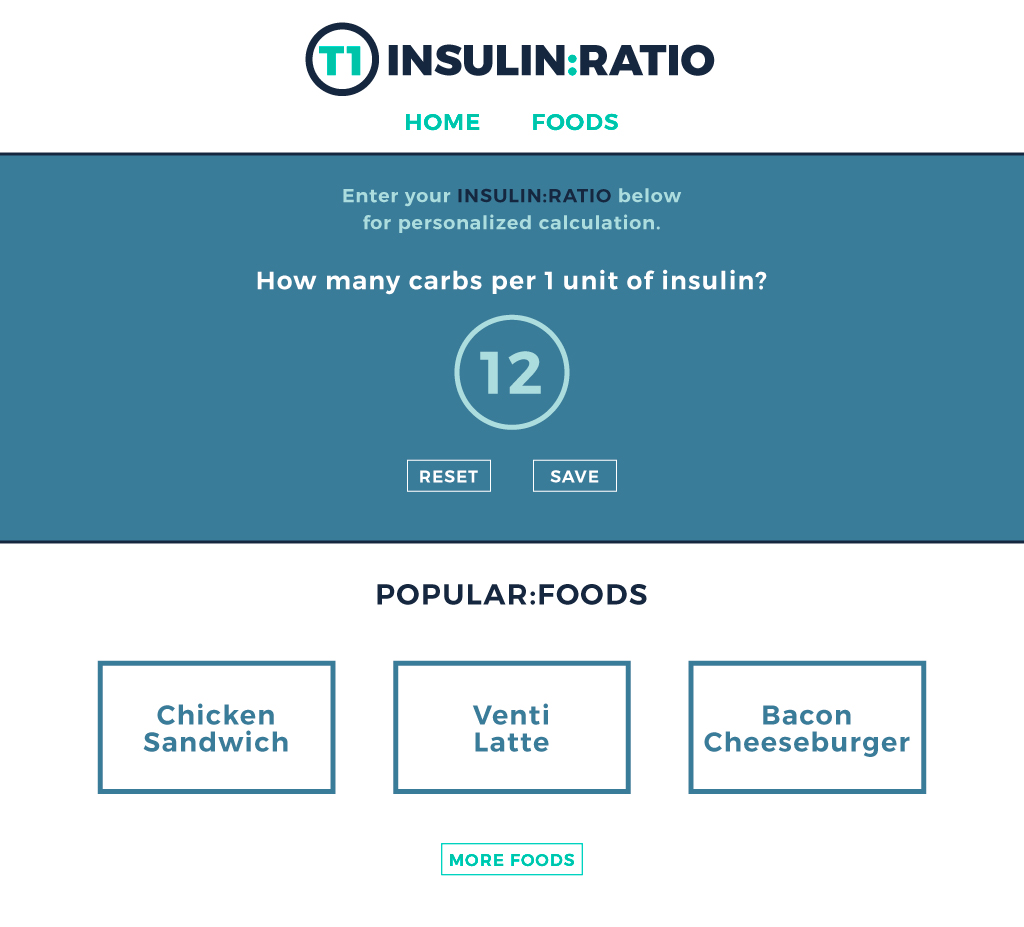 T1 INSULIN:RATIO
HOME FOODS
Enter your INSULIN:RATIO below
for personalized calculation.
How many carbs per 1 unit of insulin?
12
RESET SAVE
POPULAR:FOODS
Chicken
Sandwich
Venti
Latte
Bacon
Cheeseburger
MORE FOODS